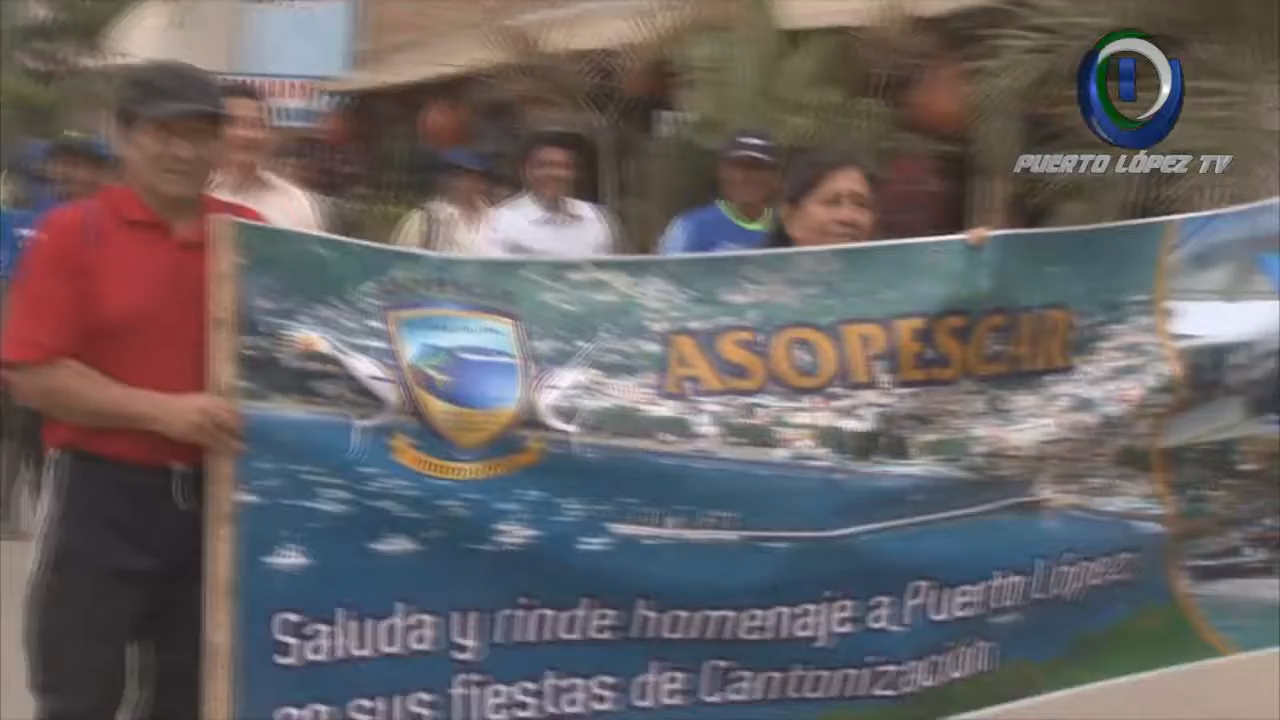 PUERTO LÓPEZ TV
ASOPESCAR
Saluda y rinde homenaje a Puerto López
en sus fiestas de Cantonización